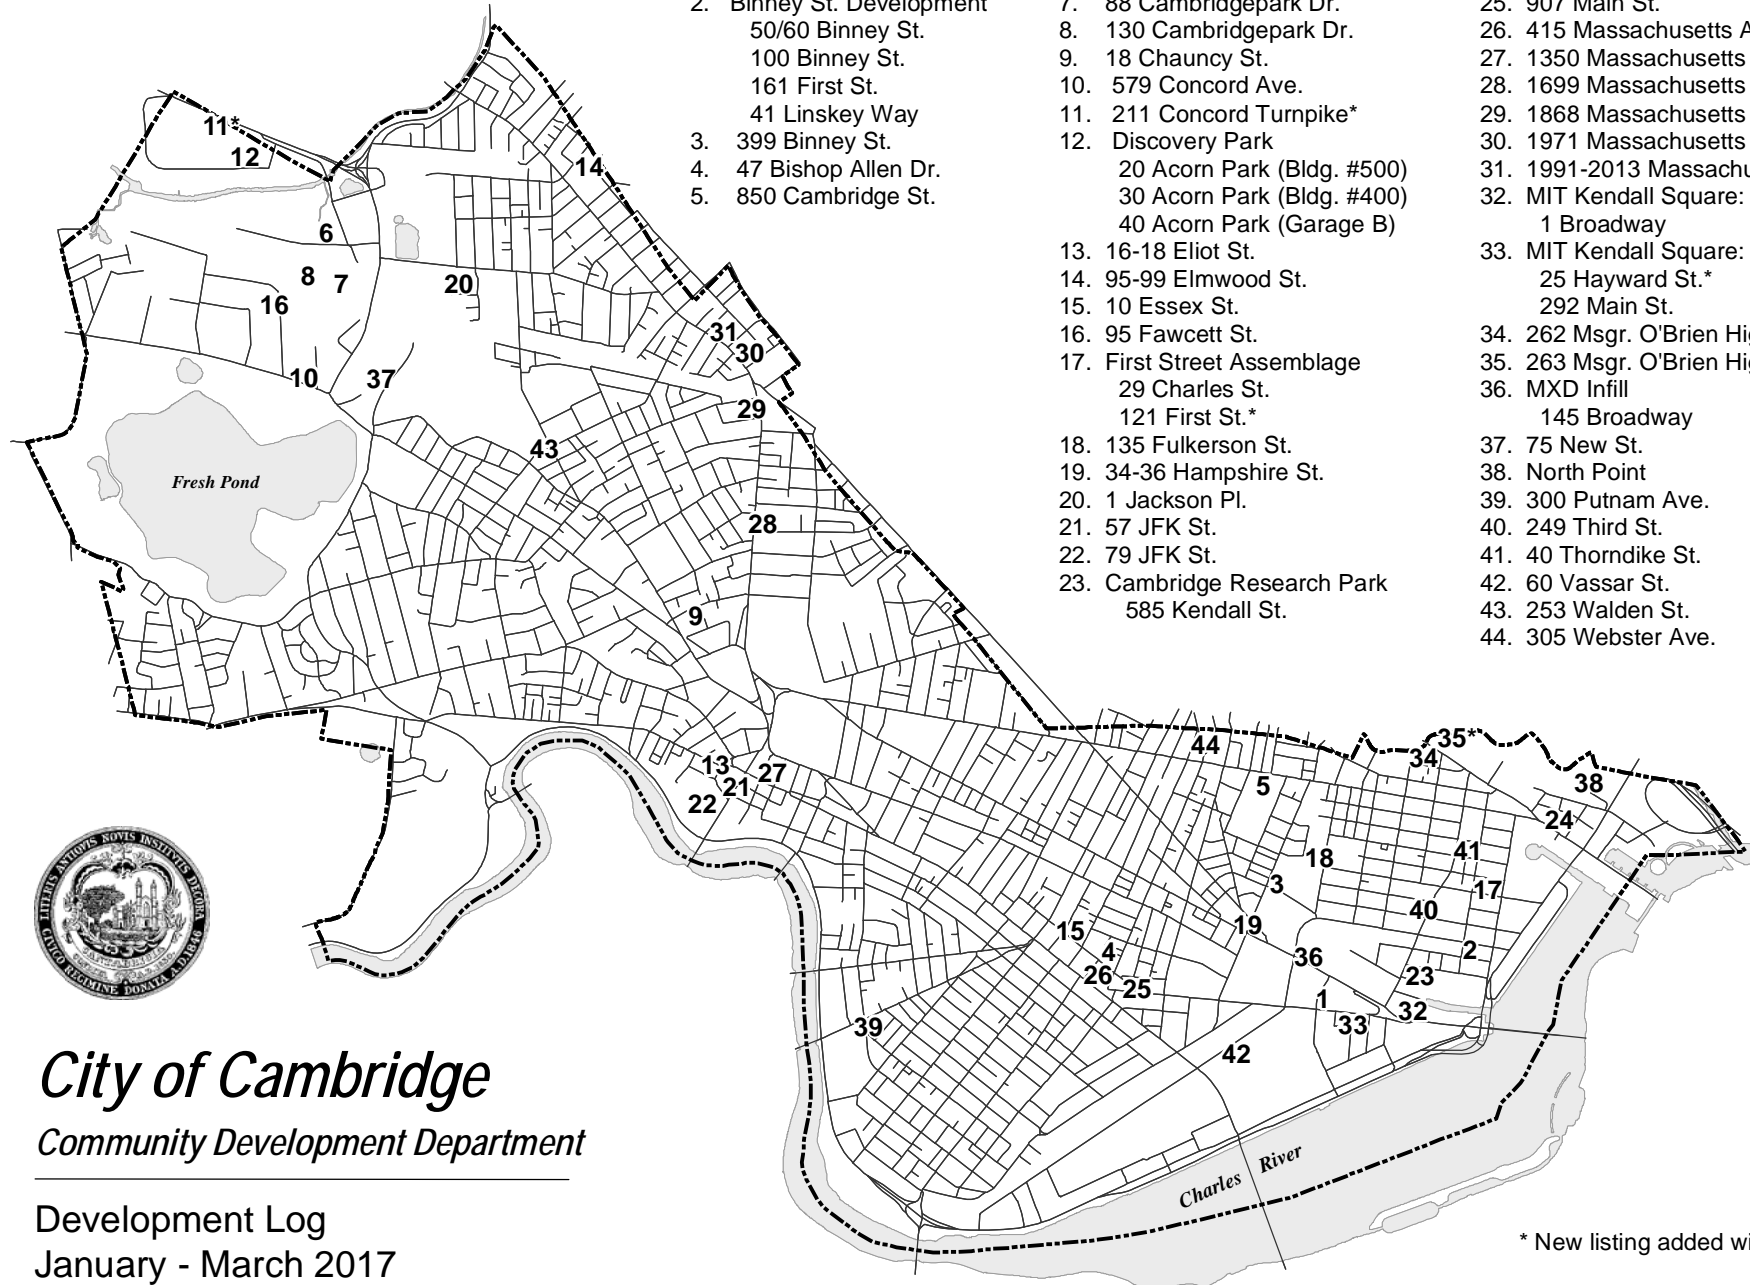 2. Binney St. Development
50/60 Binney St.
100 Binney St.
161 First St.
41 Linskey Way
3. 399 Binney St.
4. 47 Bishop Allen Dr.
5. 850 Cambridge St.
7. 88 Cambridgepark Dr.
8. 130 Cambridgepark Dr.
9. 18 Chauncy St.
10. 579 Concord Ave.
11. 211 Concord Turnpike*
12. Discovery Park
20 Acorn Park (Bldg. #500)
30 Acorn Park (Bldg. #400)
40 Acorn Park (Garage B)
13. 16-18 Eliot St.
14. 95-99 Elmwood St.
15. 10 Essex St.
16. 95 Fawcett St.
17. First Street Assemblage
29 Charles St.
121 First St.*
18. 135 Fulkerson St.
19. 34-36 Hampshire St.
20. 1 Jackson Pl.
21. 57 JFK St.
22. 79 JFK St.
23. Cambridge Research Park
585 Kendall St.
25. 907 Main St.
26. 415 Massachusetts A
27. 1350 Massachusetts
28. 1699 Massachusetts
29. 1868 Massachusetts
30. 1971 Massachusetts
31. 1991-2013 Massachu
32. MIT Kendall Square:
1 Broadway
33. MIT Kendall Square:
25 Hayward St.*
292 Main St.
34. 262 Msgr. O'Brien Hig
35. 263 Msgr. O'Brien Hig
36. MXD Infill
145 Broadway
37. 75 New St.
38. North Point
39. 300 Putnam Ave.
40. 249 Third St.
41. 40 Thorndike St.
42. 60 Vassar St.
43. 253 Walden St.
44. 305 Webster Ave.
11*
12
14
6
8
7
20
16
31
30
10
37
29
43
Fresh Pond
28
9
44
35*
34
13
27
21
22
5
38
24
18
41
3
17
40
15
19
4
2
36
26
25
23
1
32
39
33
42
Charles River
LITERIS ANTIQVIS NOVIS INSTITVTIS DECORA
CIVICO REGIMINE DONATA A.D. 1846
City of Cambridge
Community Development Department
Development Log
January - March 2017
* New listing added wi